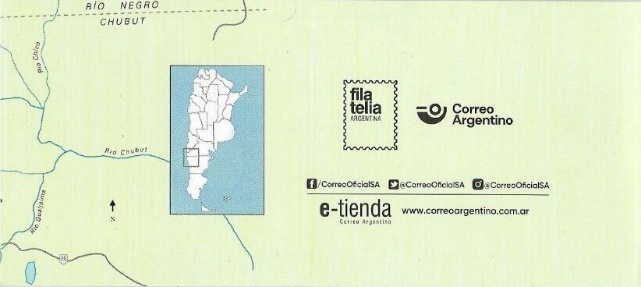 RÍO NEGRO
CHUBUT
Río Chico
Río Chubut
Río Gualjaina
N
fila
telia
ARGENTINA
Correo
Argentino
/CorreoOficialSA @CorreoOficialSA @CorreoOficialSA
e-tienda
Correo Argentino
www.correoargentino.com.ar